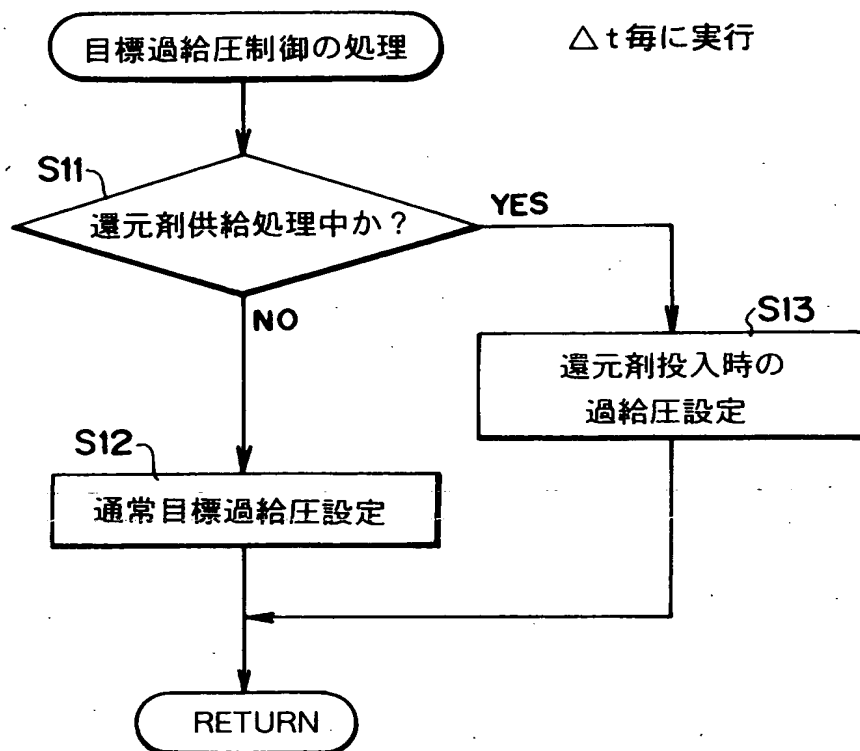 目標過給圧制御の処理
△t毎に実行
S11
還元剤供給処理中か?
YES
NO
S13
還元剤投入時の
過給圧設定
S12
通常目標過給圧設定
RETURN